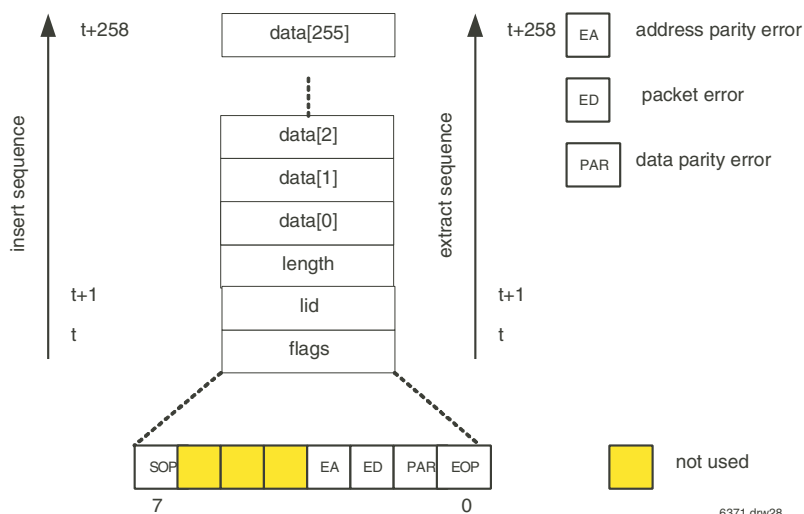 t+258
data[255]
t+258
EA
address parity error
ED
packet error
PAR
data parity error
insert sequence
extract sequence
data[2]
data[1]
data[0]
length
lid
flags
t+1
t
t+1
t
SOP
EA
ED
PAR
EOP
7
0
not used
6371 drw28